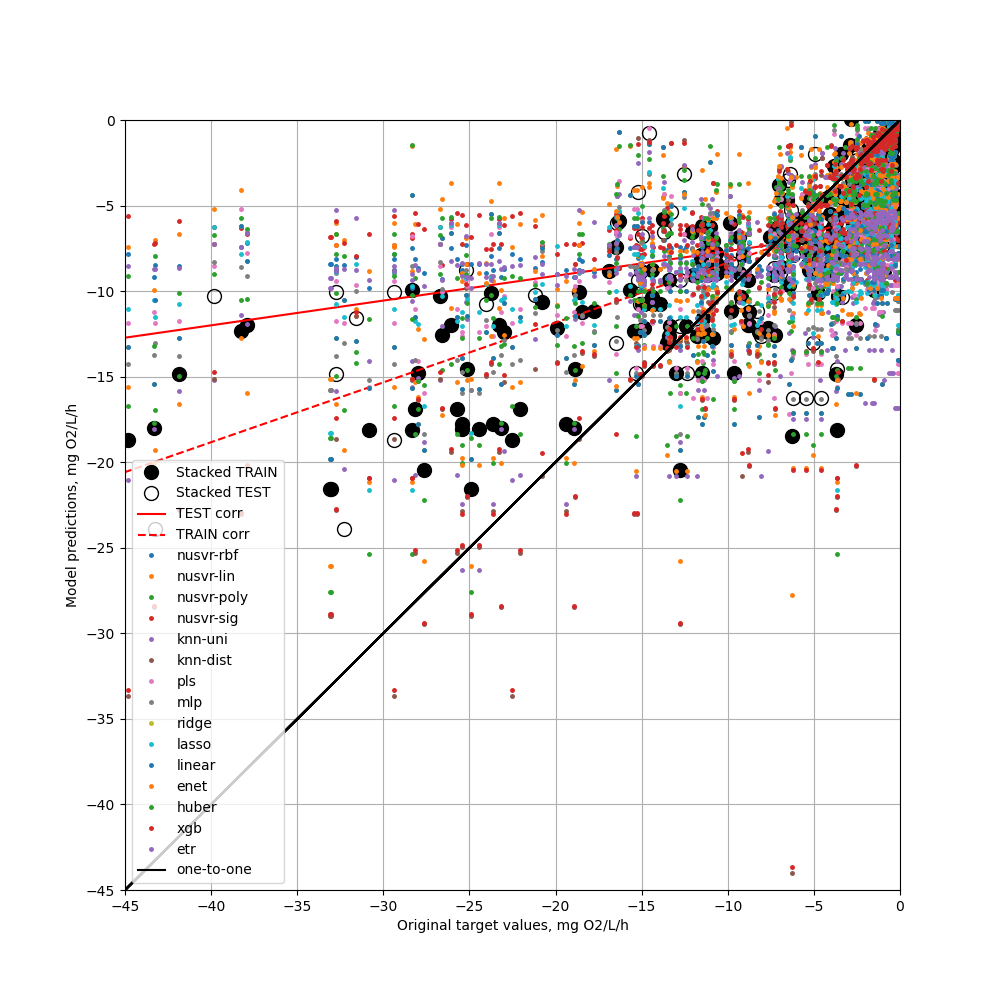 0
−5
−10
−15
−20
−25
−30
−35
−40
−45
Model predictions, mg O2/L/h
Stacked TRAIN
Stacked TEST
TEST corr
TRAIN corr
nusvr-rbf
nusvr-lin
nusvr-poly
nusvr-sig
knn-uni
knn-dist
pls
mlp
ridge
lasso
linear
enet
huber
xgb
etr
one-to-one
−45 −40 −35 −30 −25 −20 −15 −10 −5 0
Original target values, mg O2/L/h